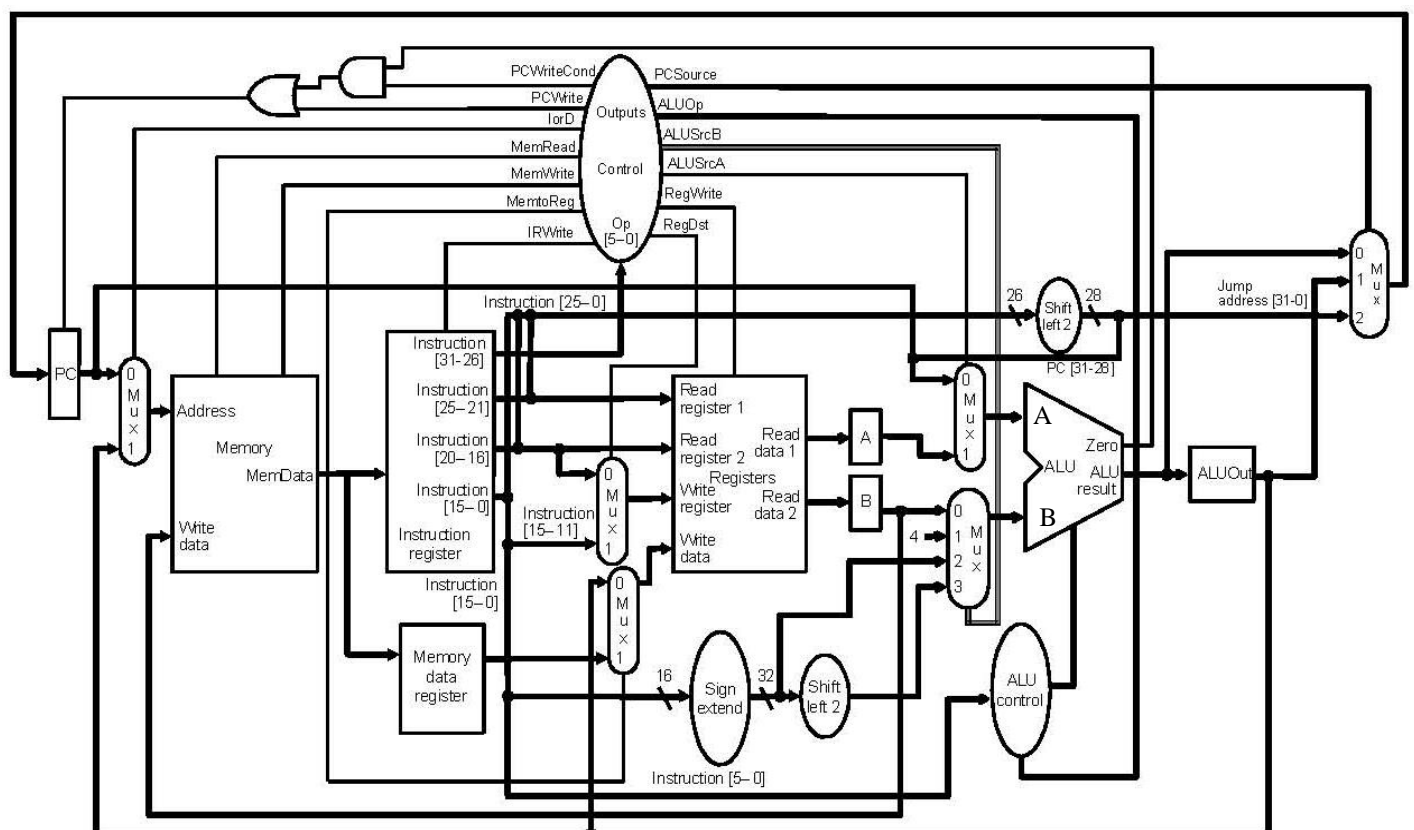 PCWriteCond
PCSource
PCWrite
ALUOp
Outputs
IorD
ALUSrcB
MemRead
ALUSrcA
Control
MemWrite
RegWrite
MemtoReg
RegDst
Op
[5–0]
IRWrite
0
1
2
M
u
x
Instruction [25–0]
26
28
Shift
left 2
Jump
address [31-0]
PC [31-28]
PC
0
M
u
x
1
Address
Memory
MemData
Write
data
Instruction
[31-26]
Instruction
[25–21]
Instruction
[20–16]
Instruction
[15–0]
Instruction
register
Instruction
[15–0]
Instruction
[15–11]
0
M
u
x
1
Read
register 1
Read
register 2
Registers
Write
register
Write
data
Read
data 1
Read
data 2
A
B
0
M
u
x
1
4
0
1
2
3
M
u
x
A
B
Zero
ALU
ALU
result
ALUOut
Memory
data
register
0
M
u
x
1
16
Sign
extend
32
Shift
left 2
ALU
control
Instruction [5–0]